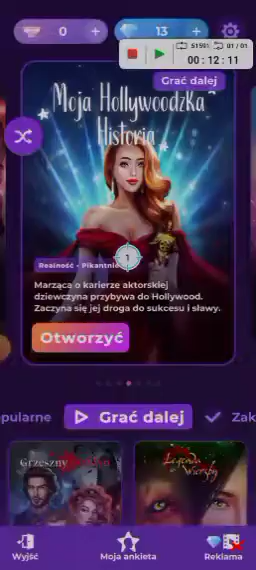 0 +
13 +
51591 01 / 01
00 : 12 : 11
Grać dalej
Moja Hollywoodzka
Historia
Realność • Pikantnie
1
Marząca o karierze aktorskiej
dziewczyna przybywa do Hollywood.
Zaczyna się jej droga do sukcesu i sławy.
Otworzyć
pularne
Grać dalej
Zak
Grzeszny
Legenda
Wierzby
Wyjść
Moja ankieta
Reklama